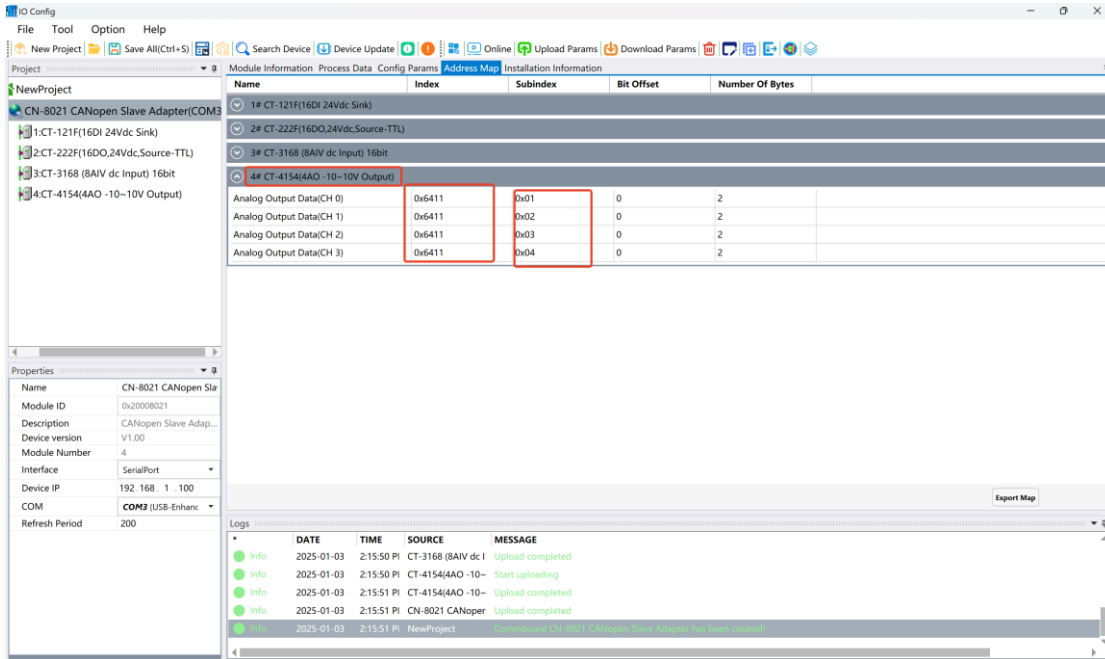 IO Config
File Tool Option Help
New Project Save All(Ctrl+S) Search Device Device Update Online Upload Params Download Params
Project
Module Information Process Data Config Params Address Map Installation Information
NewProject
CN-8021 CANopen Slave Adapter(COM3
1:CT-121F(16DI 24Vdc Sink)
2:CT-222F(16DO,24Vdc,Source-TTL)
3:CT-3168 (8AIV dc Input) 16bit
4:CT-4154(4AO -10~10V Output)
Name Index Subindex Bit Offset Number Of Bytes
1# CT-121F(16DI 24Vdc Sink)
2# CT-222F(16DO,24Vdc,Source-TTL)
3# CT-3168 (8AIV dc Input) 16bit
4# CT-4154(4AO -10~10V Output)
Analog Output Data(CH 0) 0x6411 0x01 0 2
Analog Output Data(CH 1) 0x6411 0x02 0 2
Analog Output Data(CH 2) 0x6411 0x03 0 2
Analog Output Data(CH 3) 0x6411 0x04 0 2
Export Map
Properties
Name CN-8021 CANopen Sla
Module ID 0x20008021
Description CANopen Slave Adap...
Device version V1.00
Module Number 4
Interface SerialPort
Device IP 192.168. 1 .100
COM COM3 (USB-Enhanc
Refresh Period 200
Logs
* DATE TIME SOURCE MESSAGE
Info 2025-01-03 2:15:50 PI CT-3168 (8AIV dc I Upload completed
Info 2025-01-03 2:15:50 PI CT-4154(4AO -10~ Start uploading
Info 2025-01-03 2:15:51 PI CT-4154(4AO -10~ Upload completed
Info 2025-01-03 2:15:51 PI CN-8021 CANoper Upload completed
Info 2025-01-03 2:15:51 PI NewProject Commboard CN-8021 CANopen Slave Adapter has been created!